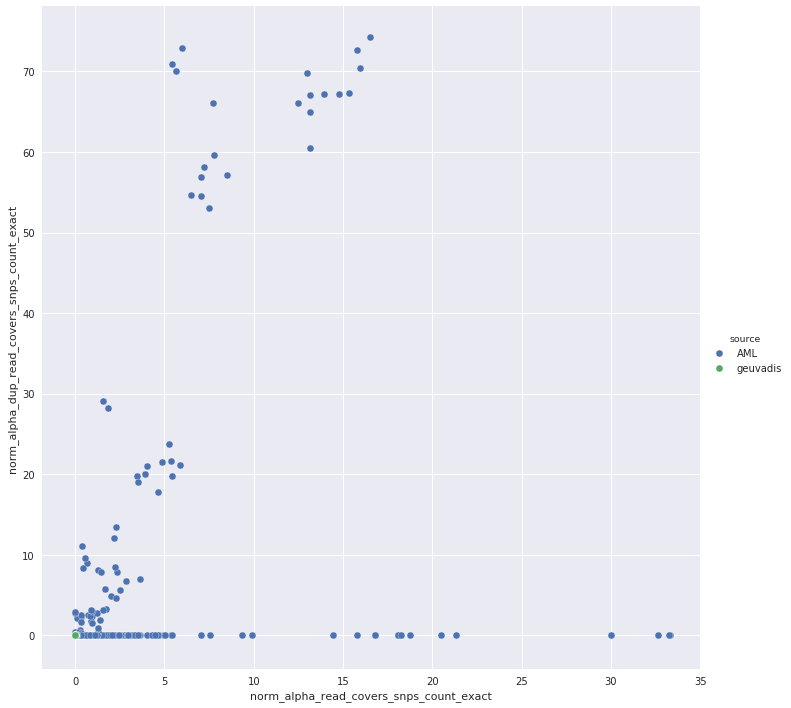 norm_alpha_dup_read_covers_snps_count_exact
70
60
50
40
30
20
10
0
0 5 10 15 20 25 30 35
norm_alpha_read_covers_snps_count_exact
source
AML
geuvadis